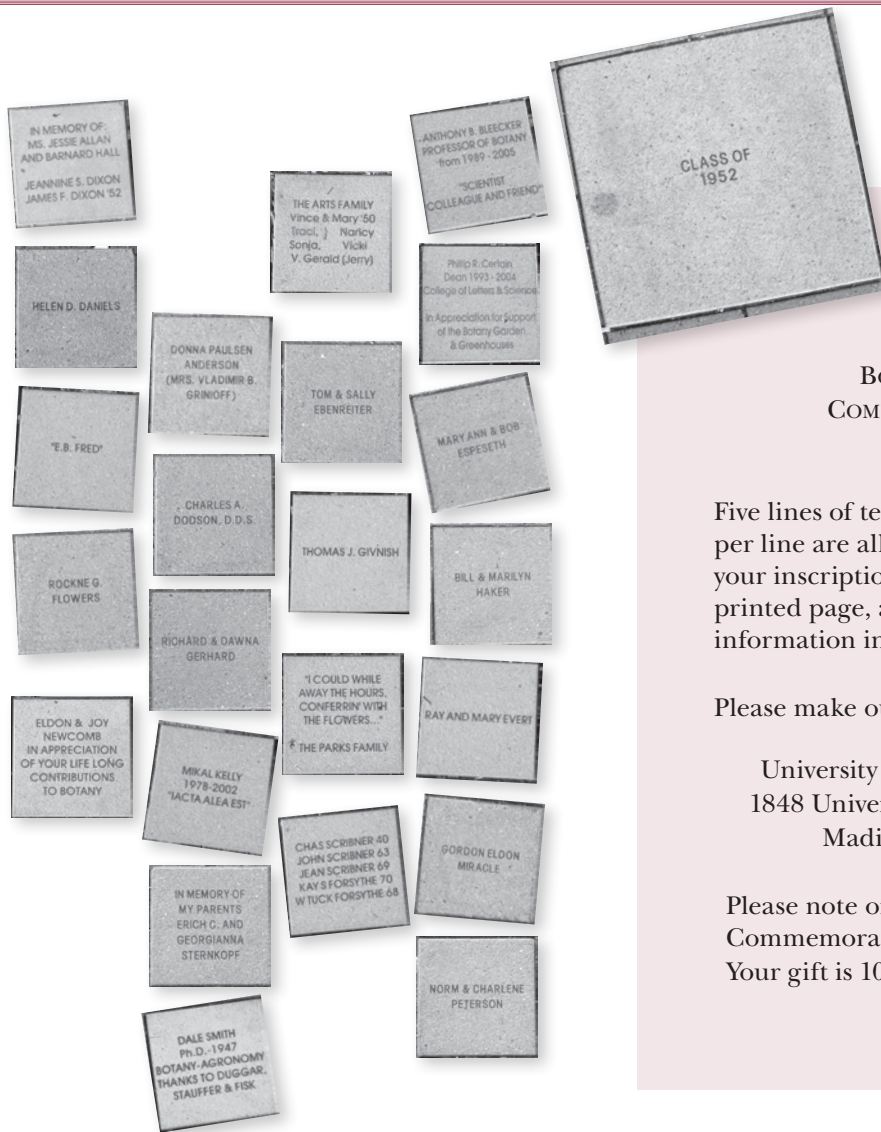 IN MEMORY OF:
MS. JESSIE ALLAN
AND BARNARD HALL
JEANNINE S. DIXON
JAMES F. DIXON '52
HELEN D. DANIELS
"E.B. FRED"
ROCKNE G.
FLOWERS
ELDON & JOY
NEWCOMB
IN APPRECIATION
OF YOUR LIFE LONG
CONTRIBUTIONS
TO BOTANY
DONNA PAULSEN
ANDERSON
(MRS. VLADIMIR B.
GRINIOFF)
CHARLES A.
DODSON, D.D.S.
RICHARD & DAWNA
GERHARD
MIKAL KELLY
1978-2002
"IACTA ALEA EST"
IN MEMORY OF
MY PARENTS
ERICH C. AND
GEORGIANNA
STERNKOPF
DALE SMITH
Ph.D.-1947
BOTANY-AGRONOMY
THANKS TO DUGGAR,
STAUFFER & FISK
THE ARTS FAMILY
Vince & Mary '50
Traci, Nancy
Sonja, Vicki
V. Gerald (Jerry)
TOM & SALLY
EBENREITER
THOMAS J. GIVNISH
"I COULD WHILE
AWAY THE HOURS,
CONFERRIN' WITH
THE FLOWERS..."
THE PARKS FAMILY
CHAS SCRIBNER 40
JOHN SCRIBNER 63
JEAN SCRIBNER 69
KAY S FORSYTHE 70
W TUCK FORSYTHE 68
ANTHONY B. BLEECKER
PROFESSOR OF BOTANY
from 1989 - 2005
"SCIENTIST
COLLEAGUE AND FRIEND"
Philip R. Certain
Dean 1993 - 2004
College of Letters & Science
In Appreciation for Support
of the Botany Garden
& Greenhouses
MARY ANN & BOB
ESPESETH
BILL & MARILYN
HAKER
RAY AND MARY EVERT
GORDON ELDON
MIRACLE
NORM & CHARLENE
PETERSON
CLASS OF
1952
Bo
COM
Five lines of te
per line are all
your inscriptio
printed page, a
information in
Please make ou
University
1848 Univer
Madi
Please note o
Commemora
Your gift is 10